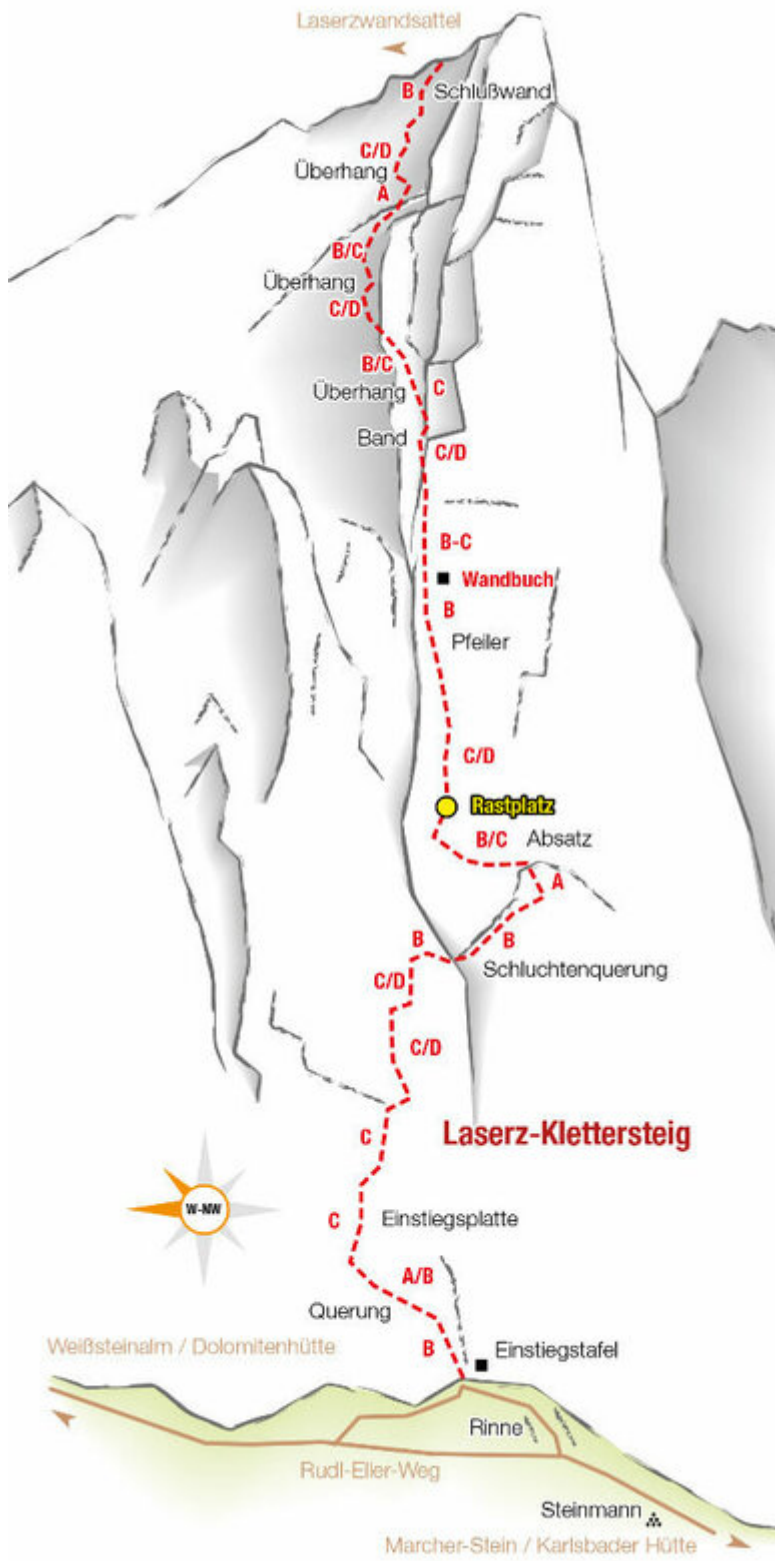 Laserzwandsattel
B
Schlußwand
C/D
Überhang
A
B/C
Überhang
C/D
B/C
Überhang
C
Band
C/D
B-C
Wandbuch
B
Pfeiler
C/D
Rastplatz
B/C
Absatz
A
B
B
Schluchtenquerung
C/D
C/D
Laserz-Klettersteig
C
W-NW
C
Einstiegsplatte
A/B
Querung
B
Einstiegstafel
Weißsteinalm / Dolomitenhütte
Rinne
Rudl-Eller-Weg
Steinmann
Marcher-Stein / Karlsbader Hütte